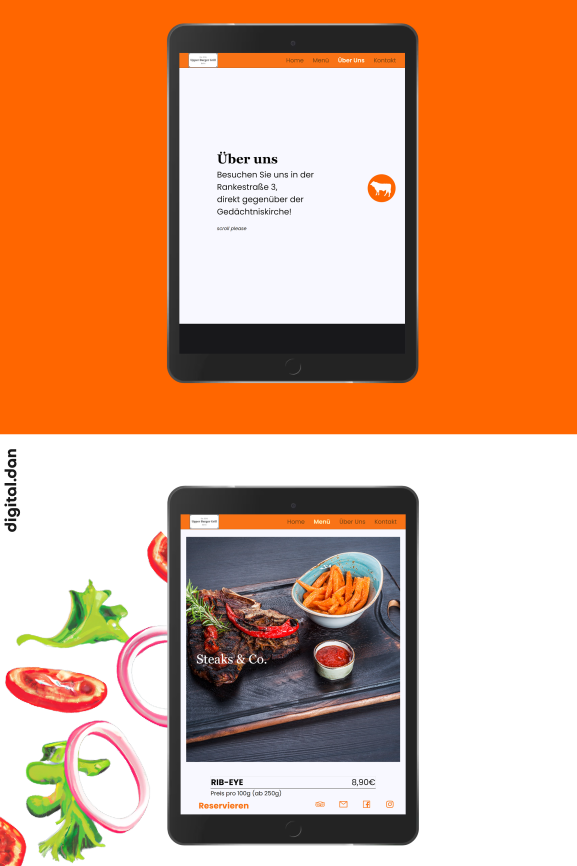 Home Menü Über Uns Kontakt
Über uns
Besuchen Sie uns in der
Rankestraße 3,
direkt gegenüber der
Gedächtniskirche!
scroll please
digital.dan
Home Menü Über Uns Kontakt
Steaks & Co.
RIB-EYE 8,90€
Preis pro 100g (ab 250g)
Reservieren